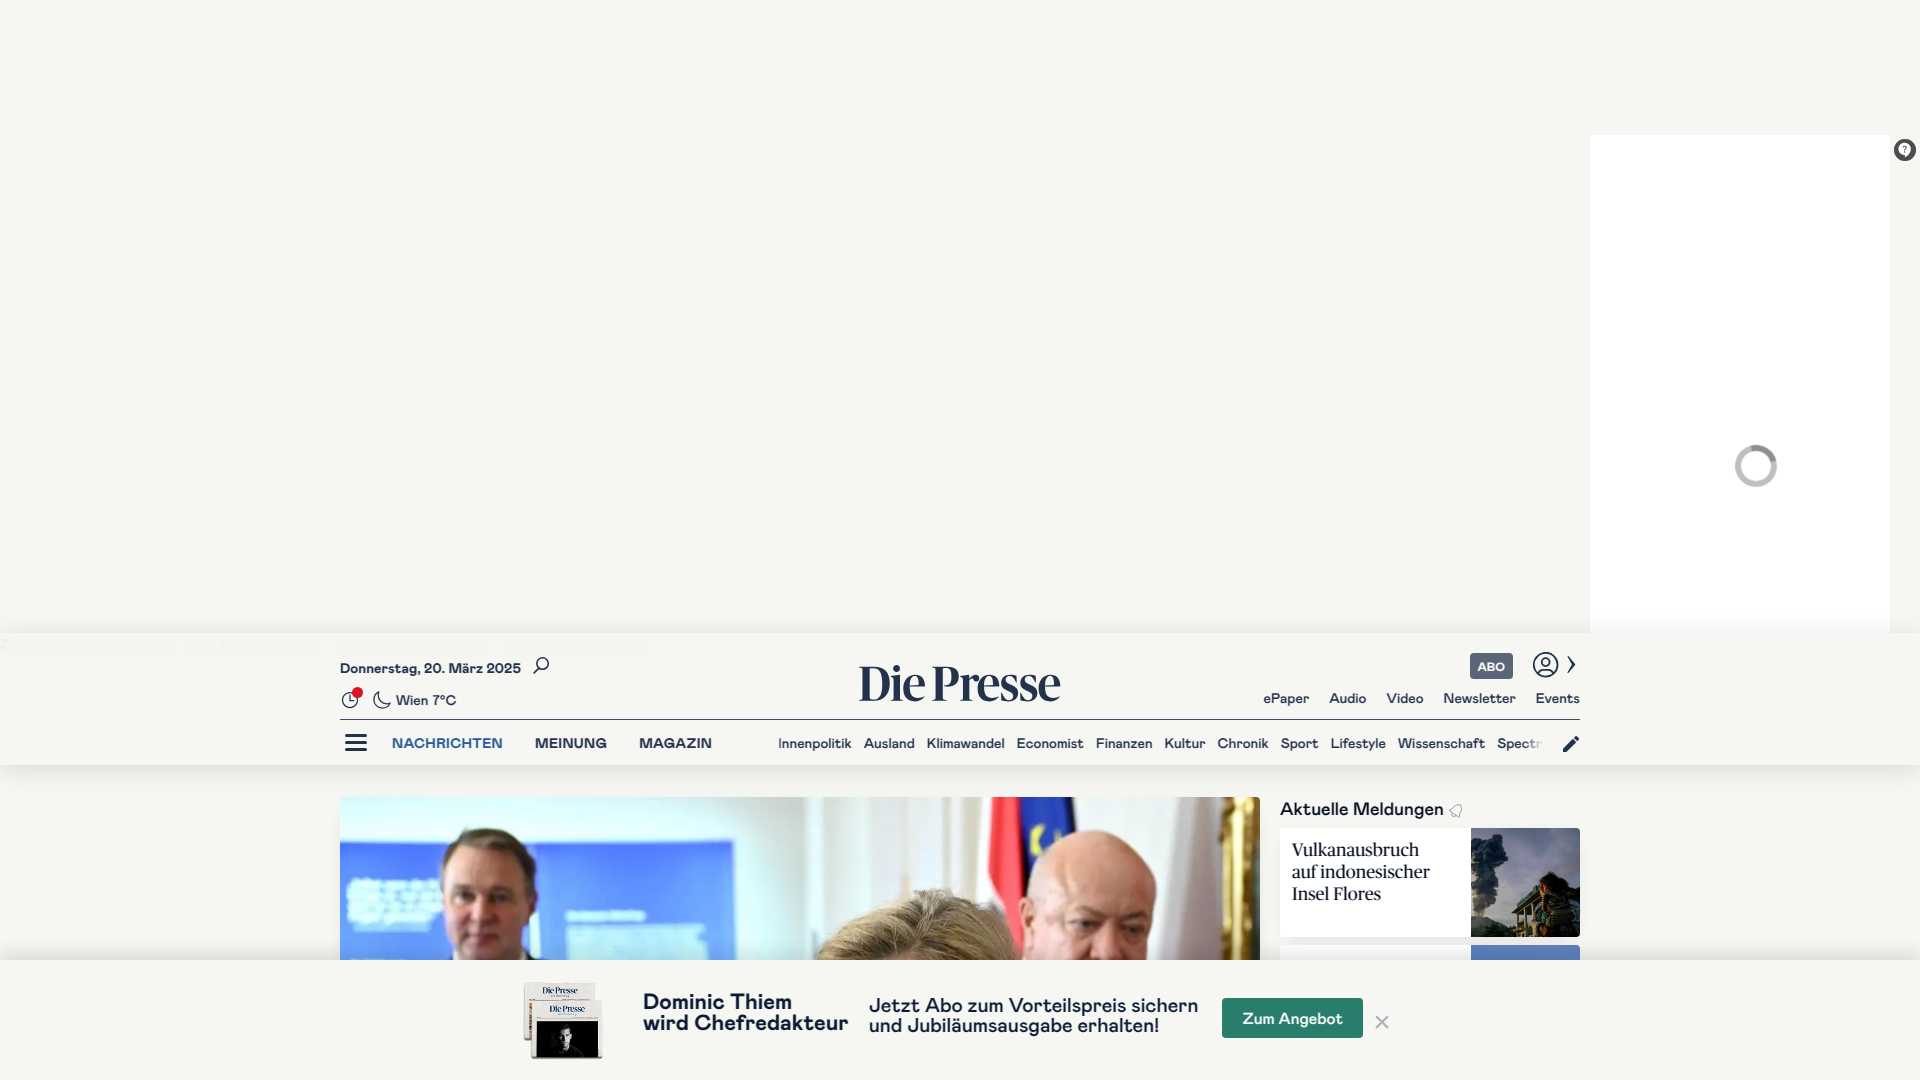 Donnerstag, 20. März 2025
Wien 7°C
Die Presse
ABO
ePaper Audio Video Newsletter Events
NACHRICHTEN MEINUNG MAGAZIN
Innenpolitik Ausland Klimawandel Economist Finanzen Kultur Chronik Sport Lifestyle Wissenschaft
Aktuelle Meldungen
Vulkanausbruch
auf indonesischer
Insel Flores
Die Presse
Die Presse
Dominic Thiem
wird Chefredakteur
Jetzt Abo zum Vorteilspreis sichern
und Jubiläumsausgabe erhalten!
Zum Angebot